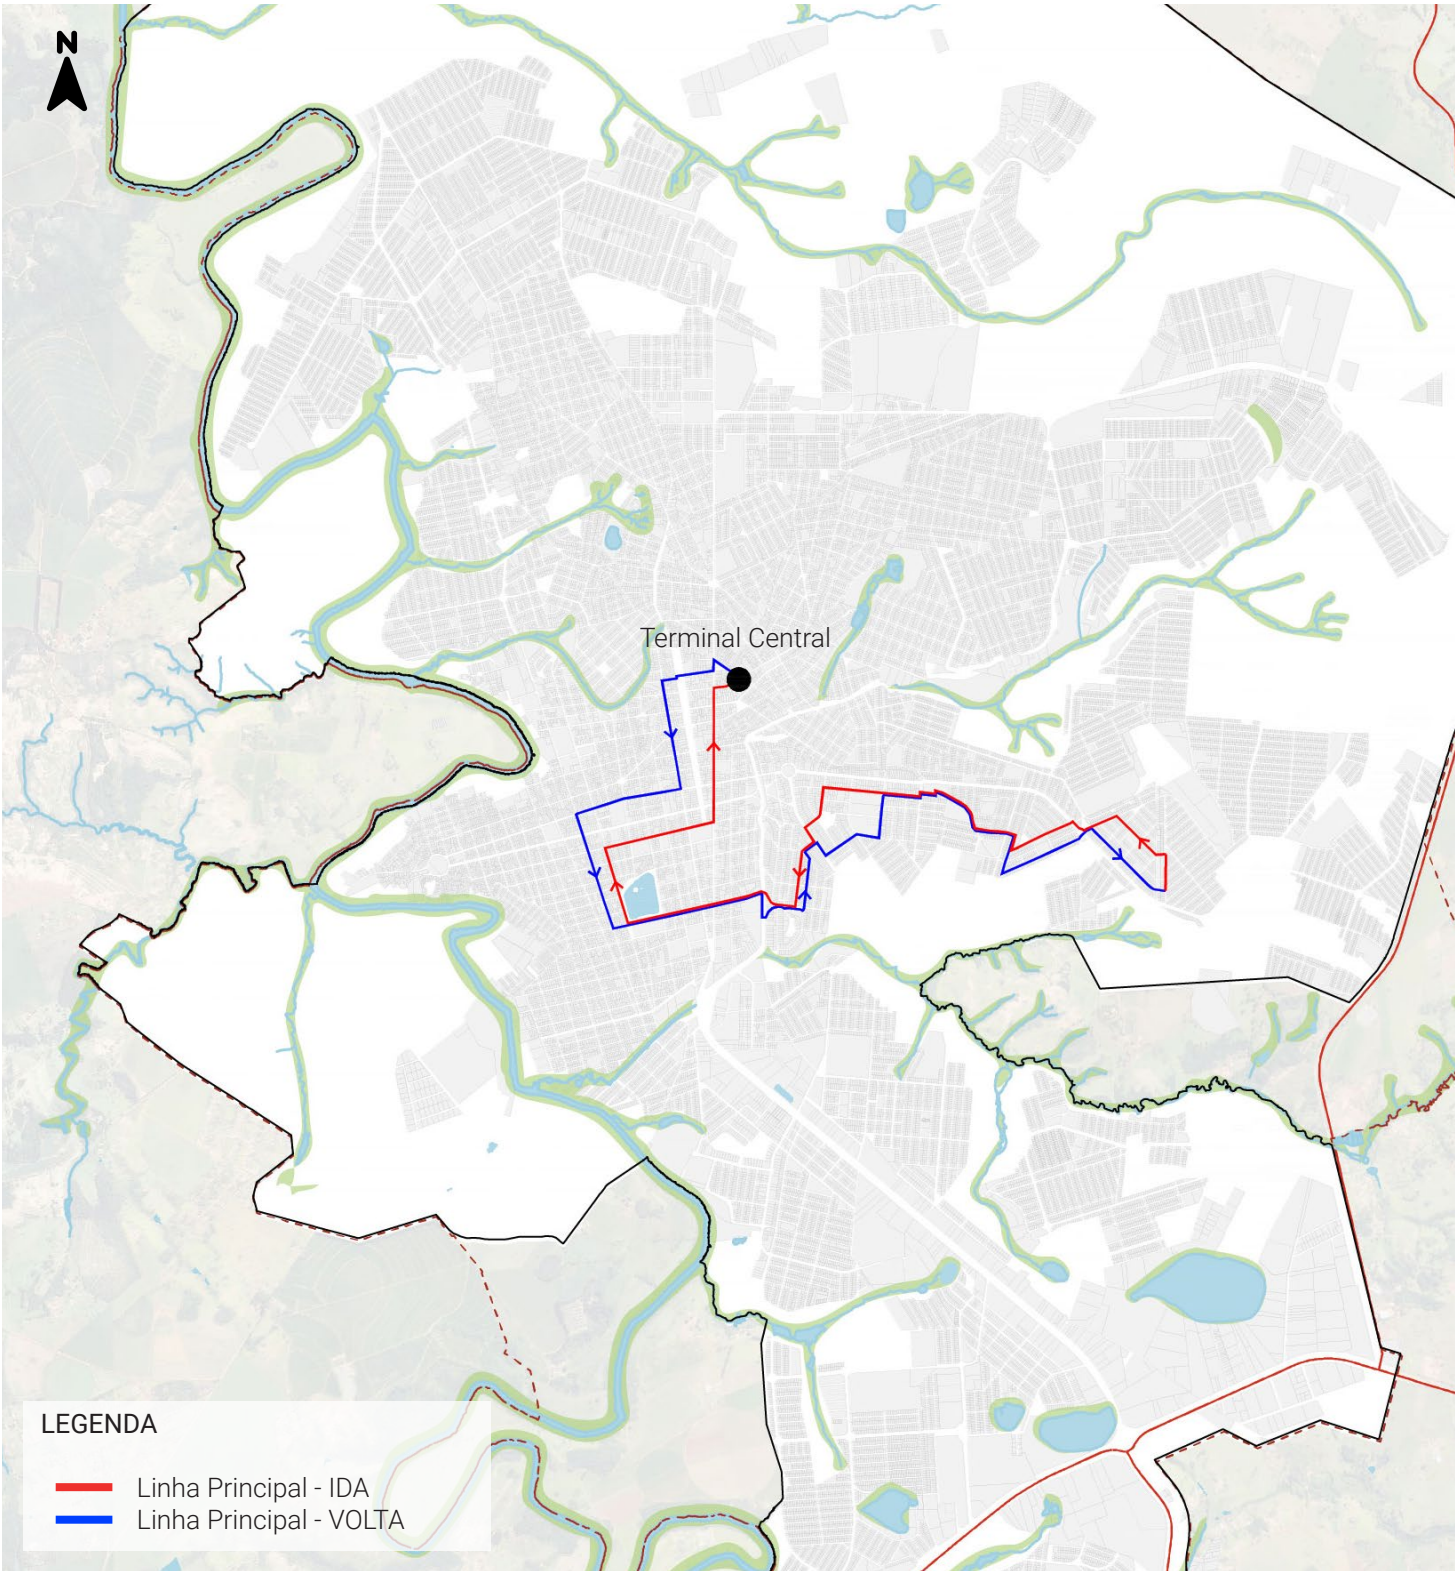 N
Terminal Central
LEGENDA
Linha Principal - IDA
Linha Principal - VOLTA